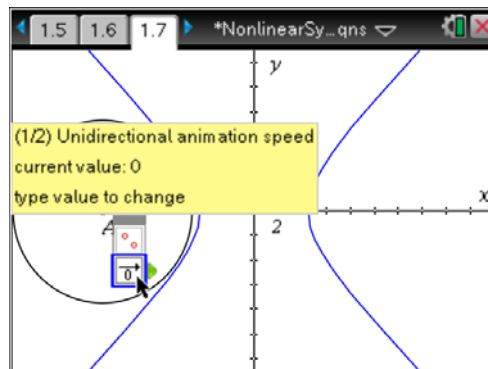 1.5 1.6 1.7 *NonlinearSy…qns
y
(1/2) Unidirectional animation speed
current value: 0
type value to change
x
A
2
0